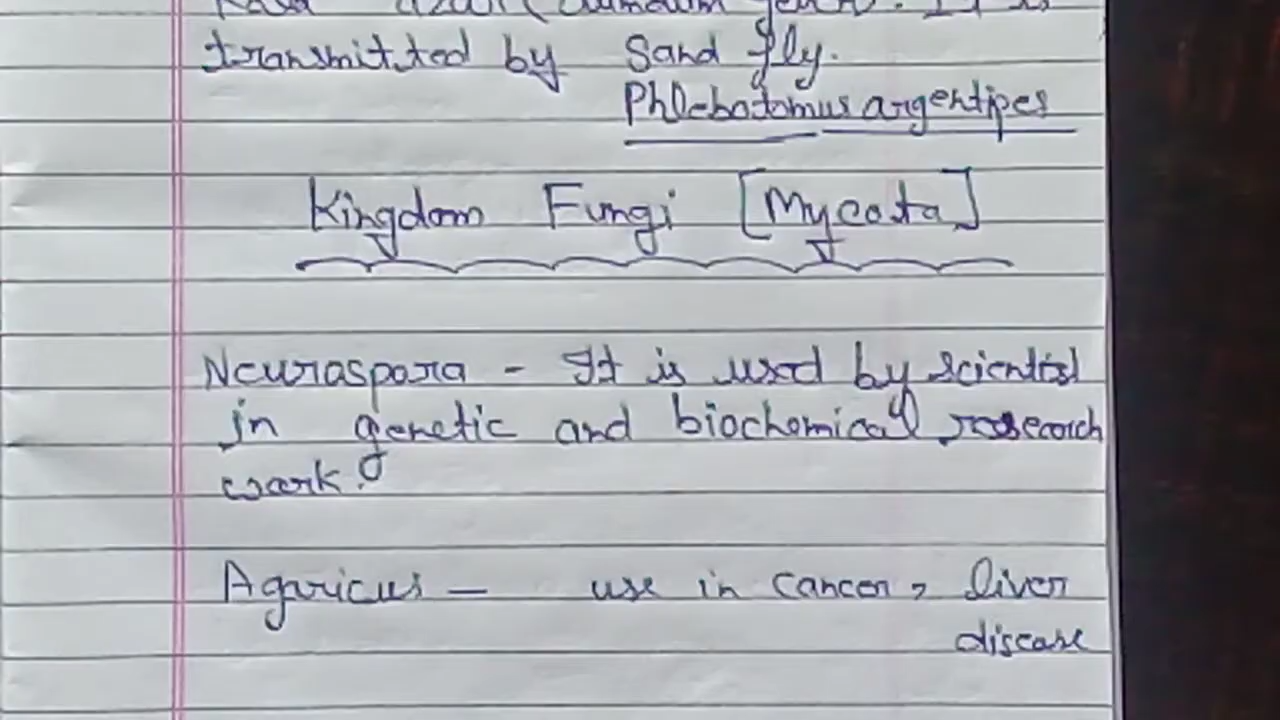 transmitted by Sand fly.
Phlebotomus argentipes
Kingdom Fungi [Mycota]
Neuraspora - It is used by scientist
in genetic and biochemical research
work.
Agaricus - use in cancer, liver
disease